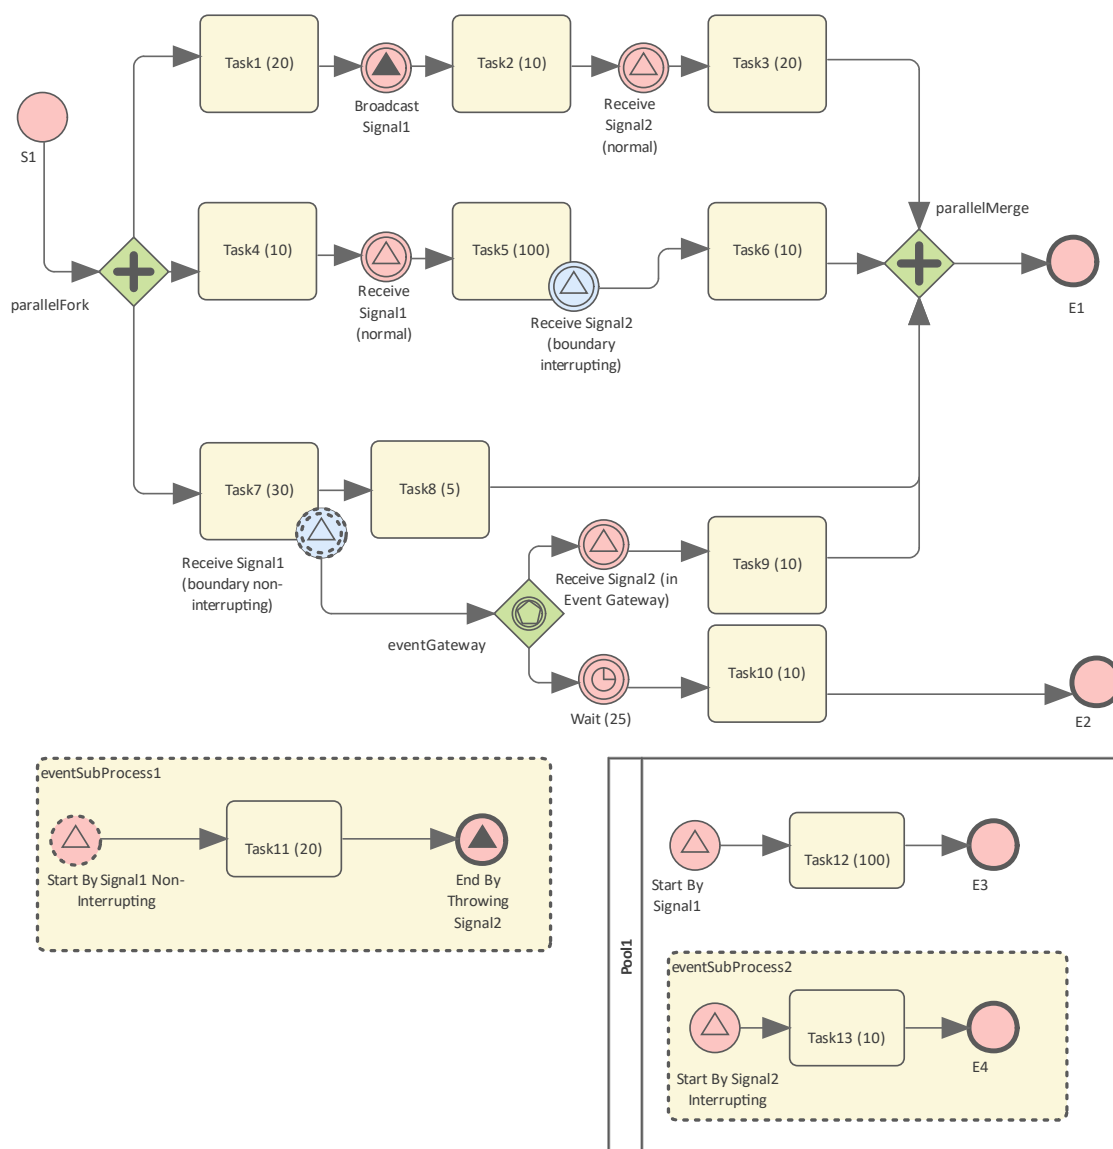 S1
parallelFork
Task1 (20)
Broadcast
Signal1
Task2 (10)
Receive
Signal2
(normal)
Task3 (20)
Task4 (10)
Receive
Signal1
(normal)
Task5 (100)
Receive Signal2
(boundary
interrupting)
Task6 (10)
parallelMerge
E1
Task7 (30)
Receive Signal1
(boundary non-
interrupting)
Task8 (5)
eventGateway
Receive Signal2 (in
Event Gateway)
Task9 (10)
Wait (25)
Task10 (10)
E2
eventSubProcess1
Start By Signal1 Non-
Interrupting
Task11 (20)
End By
Throwing
Signal2
Pool1
Start By
Signal1
Task12 (100)
E3
eventSubProcess2
Start By Signal2
Interrupting
Task13 (10)
E4